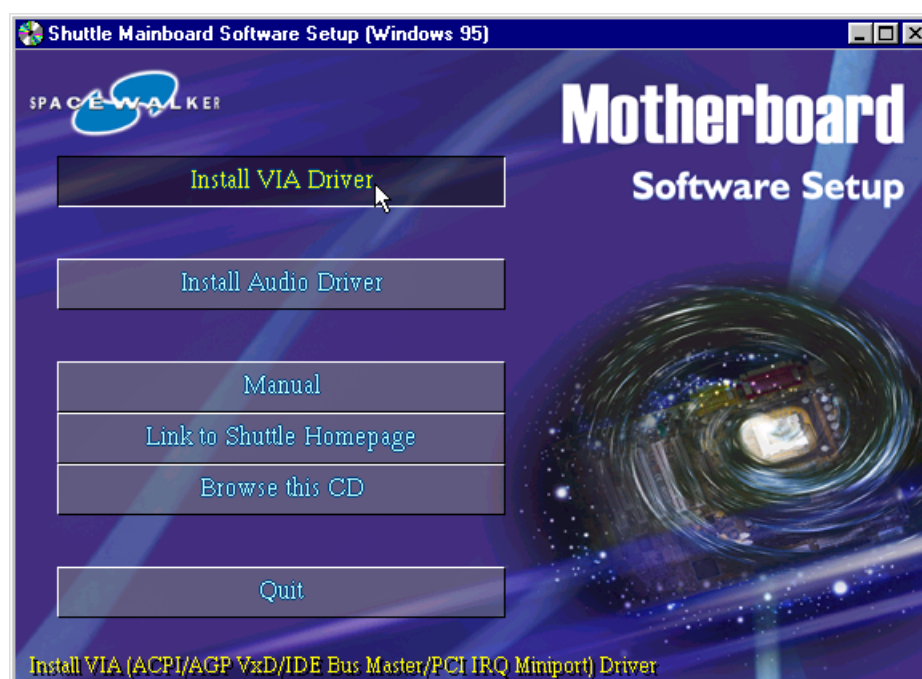 Shuttle Mainboard Software Setup (Windows 95)
SPACEWALKER
Motherboard
Software Setup
Install VIA Driver
Install Audio Driver
Manual
Link to Shuttle Homepage
Browse this CD
Quit
Install VIA (ACPI/AGP VxD/IDE Bus Master/PCI IRQ Miniport) Driver